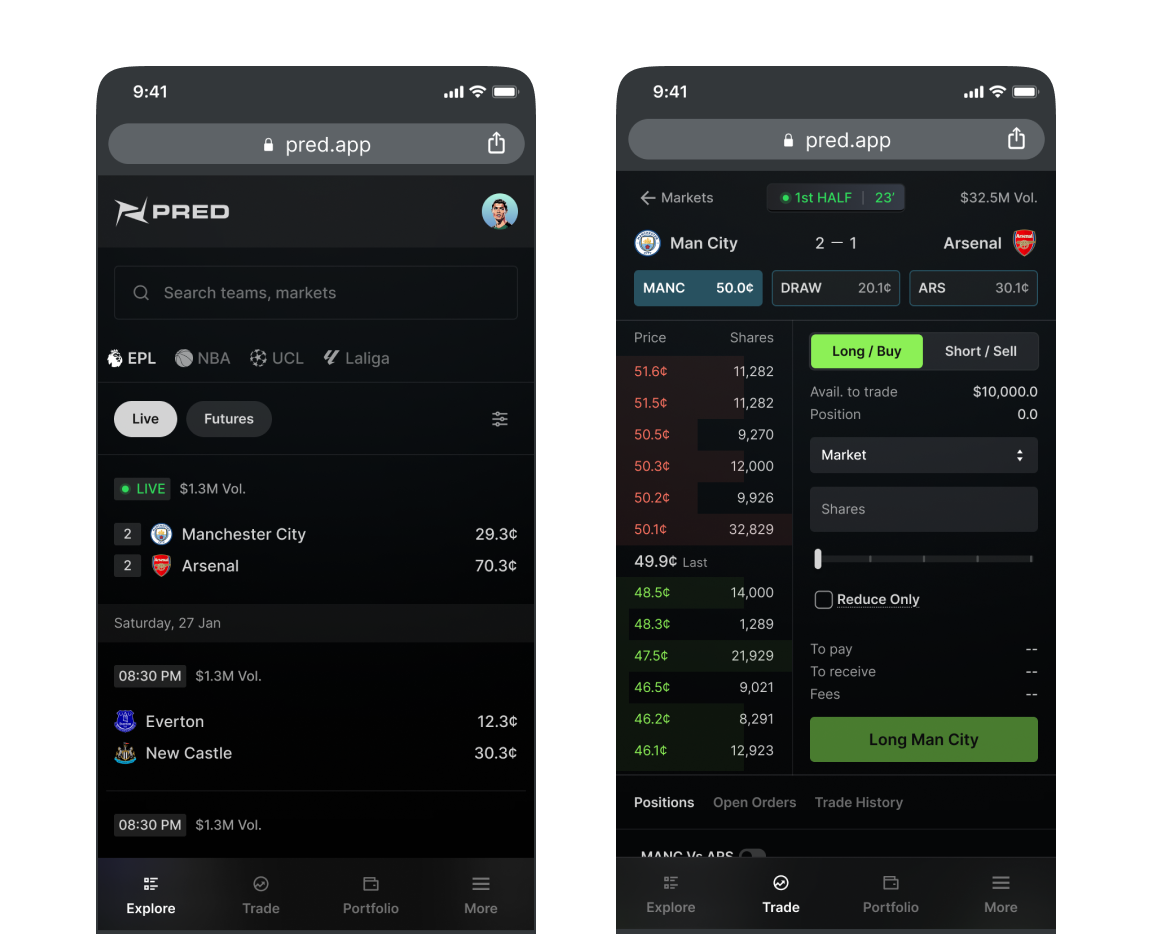 9:41
pred.app
PRED
Search teams, markets
EPL NBA UCL Laliga
Live Futures
LIVE $1.3M Vol.
2 Manchester City 29.3¢
2 Arsenal 70.3¢
Saturday, 27 Jan
08:30 PM $1.3M Vol.
Everton 12.3¢
New Castle 30.3¢
08:30 PM $1.3M Vol.
Explore Trade Portfolio More
9:41
pred.app
Markets 1st HALF | 23' $32.5M Vol.
Man City 2 — 1 Arsenal
MANC 50.0¢ DRAW 20.1¢ ARS 30.1¢
Price Shares
51.6¢ 11,282
51.5¢ 11,282
50.5¢ 9,270
50.3¢ 12,000
50.2¢ 9,926
50.1¢ 32,829
49.9¢ Last
48.5¢ 14,000
48.3¢ 1,289
47.5¢ 21,929
46.5¢ 9,021
46.2¢ 8,291
46.1¢ 12,923
Long / Buy Short / Sell
Avail. to trade $10,000.0
Position 0.0
Market
Shares
Reduce Only
To pay --
To receive --
Fees --
Long Man City
Positions Open Orders Trade History
MANC Vs ARS
Explore Trade Portfolio More